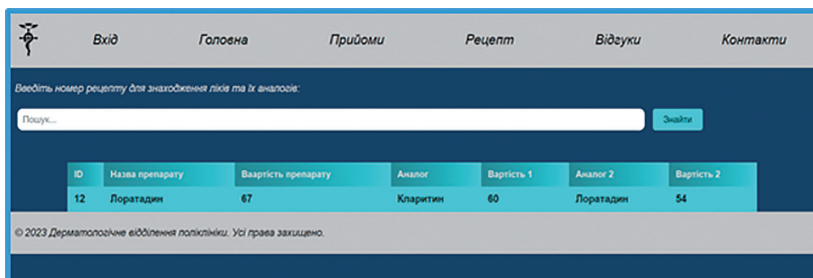 Вхід Головна Прийоми Рецепт Відгуки Контакти
Введіть номер рецепту для знаходження ліків та їх аналогів:
Пошук... Знайти
ID Назва препарату Ваартість препарату Аналог Вартість 1 Аналог 2 Вартість 2
12 Лоратадин 67 Кларитин 60 Лоратадин 54
© 2023 Дерматологічне відділення поліклініки. Усі права захищено.